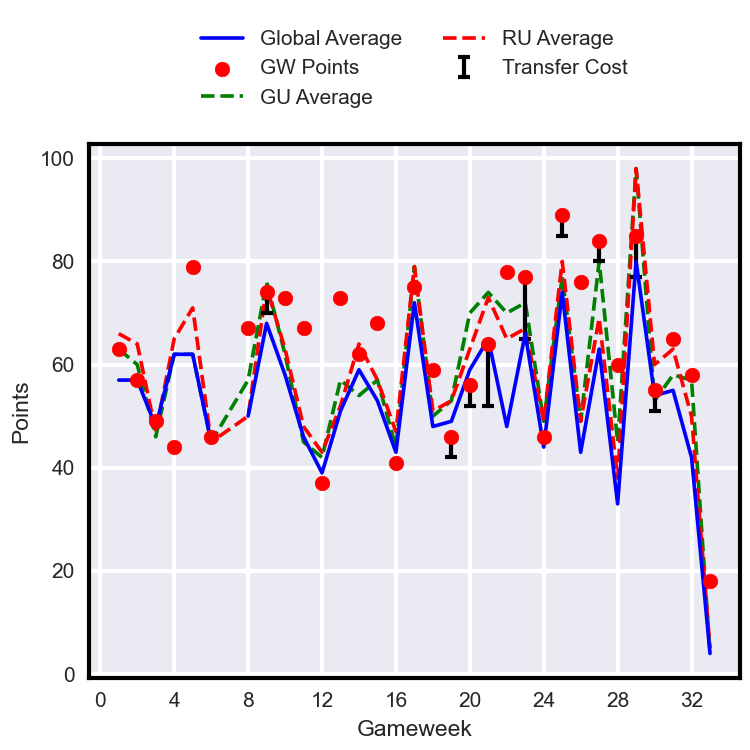 Global Average
GW Points
GU Average
RU Average
Transfer Cost
100
80
60
40
20
0
Points
0 4 8 12 16 20 24 28 32
Gameweek